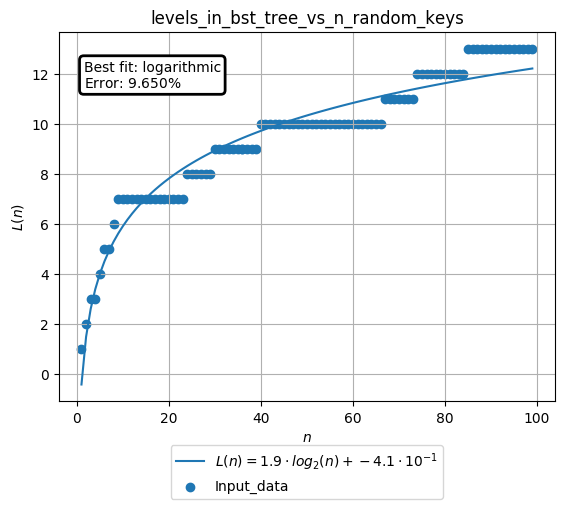 levels_in_bst_tree_vs_n_random_keys
Best fit: logarithmic
Error: 9.650%
12
10
8
6
4
2
0
L(n)
0 20 40 60 80 100
n
L(n) = 1.9 · log₂(n) + −4.1 · 10⁻¹
Input_data